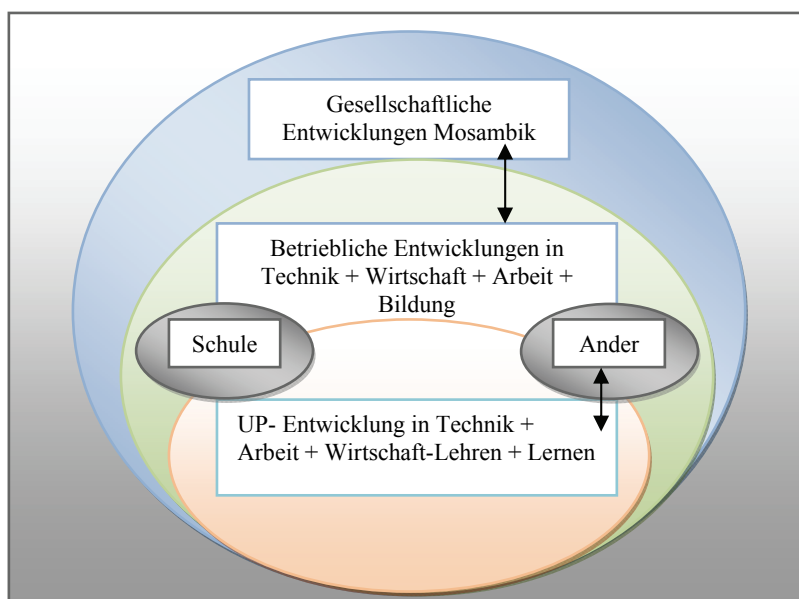 Gesellschaftliche
Entwicklungen Mosambik
Betriebliche Entwicklungen in
Technik + Wirtschaft + Arbeit +
Bildung
Schule
Ander
UP- Entwicklung in Technik +
Arbeit + Wirtschaft-Lehren + Lernen